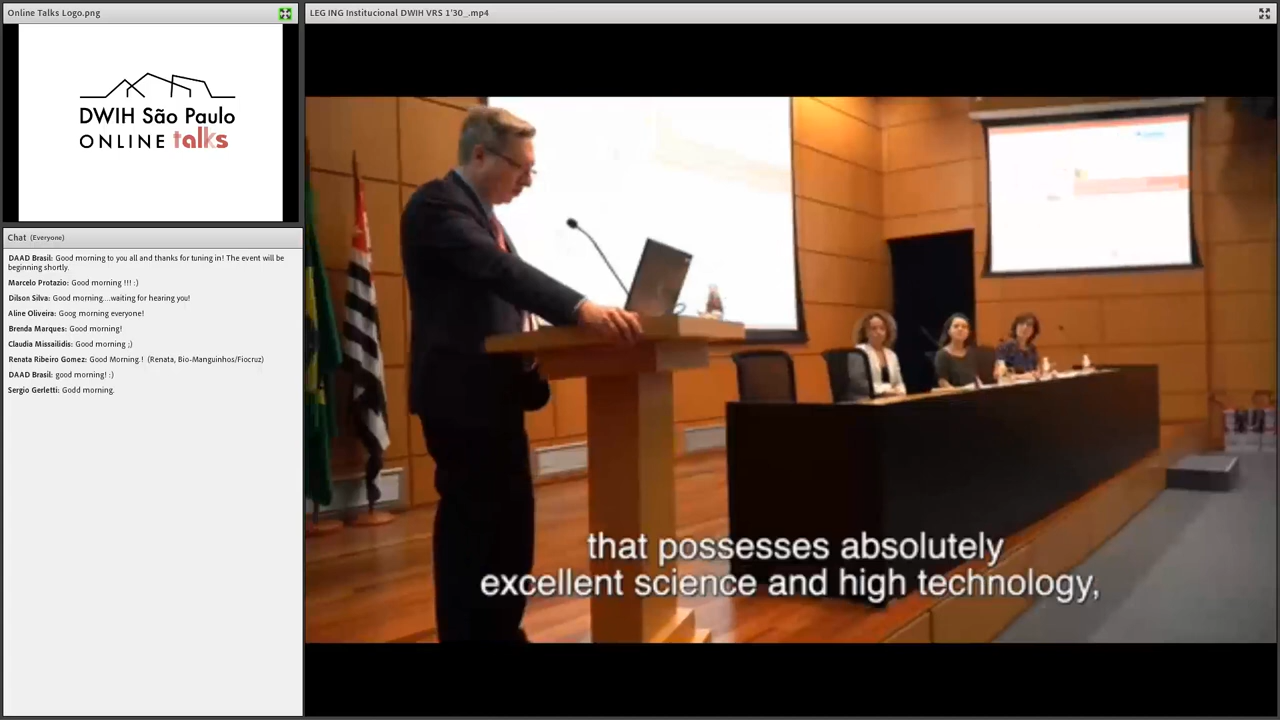 Online Talks Logo.png
DWIH São Paulo
ONLINE talks
Chat (Everyone)
DAAD Brasil: Good morning to you all and thanks for tuning in! The event will be
beginning shortly.
Marcelo Protazio: Good morning !!! :)
Dilson Silva: Good morning....waiting for hearing you!
Aline Oliveira: Goog morning everyone!
Brenda Marques: Good morning!
Claudia Missailidis: Good morning ;)
Renata Ribeiro Gomez: Good Morning ! (Renata, Bio-Manguinhos/Fiocruz)
DAAD Brasil: good morning! :)
Sergio Gerletti: Godd morning.
LEG ING Institucional DWIH VRS 1'30_.mp4
that possesses absolutely
excellent science and high technology,